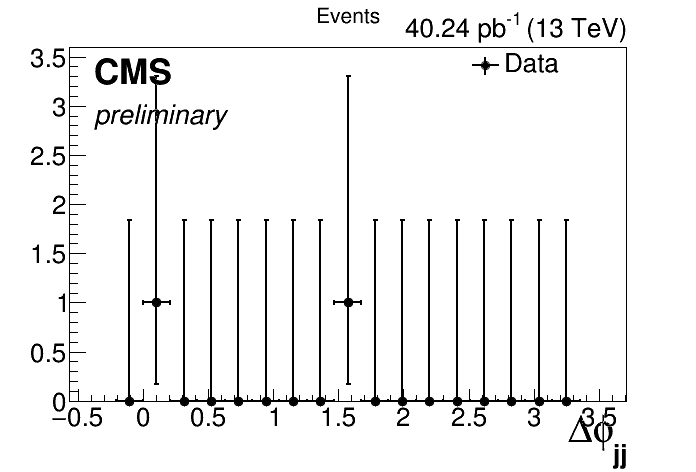 Events
40.24 pb-1 (13 TeV)
CMS
preliminary
Data
3.5
3
2.5
2
1.5
1
0.5
0
−0.5 0 0.5 1 1.5 2 2.5 3 3.5
Δϕjj